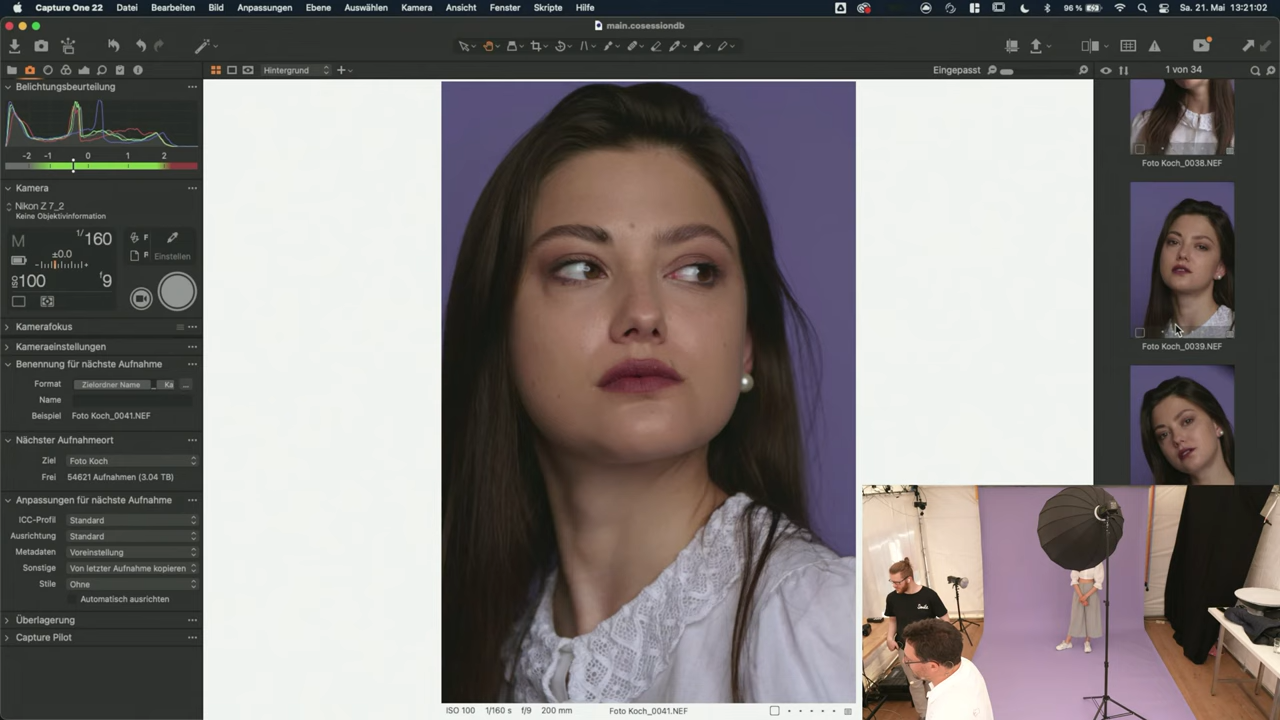 Capture One 22 Datei Bearbeiten Bild Anpassungen Ebene Auswählen Kamera Ansicht Fenster Skripte Hilfe 96 % Sa. 21. Mai 13:21:02
main.cosessiondb
Hintergrund
Eingepasst
1 von 34
Belichtungsbeurteilung
-2 -1 0 1 2
Kamera
Nikon Z 7_2
Keine Objektivinformation
M 1/160
±0.0
ISO 100 f9
F
F Einstellen
Kamerafokus
Kameraeinstellungen
Benennung für nächste Aufnahme
Format Zielordner Name _ Ka ...
Name
Beispiel Foto Koch_0041.NEF
Nächster Aufnahmeort
Ziel Foto Koch
Frei 54621 Aufnahmen (3.04 TB)
Anpassungen für nächste Aufnahme
ICC-Profil Standard
Ausrichtung Standard
Metadaten Voreinstellung
Sonstige Von letzter Aufnahme kopieren
Stile Ohne
Automatisch ausrichten
Überlagerung
Capture Pilot
ISO 100 1/160 s f/9 200 mm Foto Koch_0041.NEF
Foto Koch_0038.NEF
Foto Koch_0039.NEF